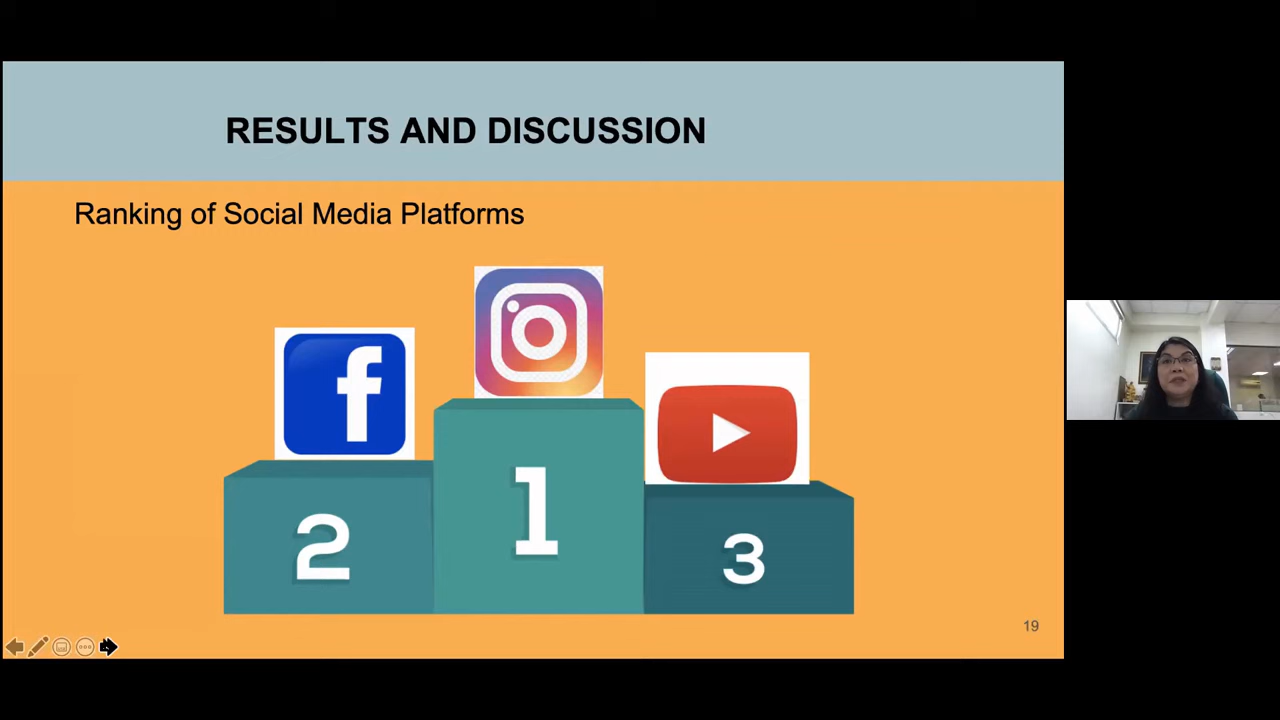 RESULTS AND DISCUSSION
Ranking of Social Media Platforms
f
2
1
3
19